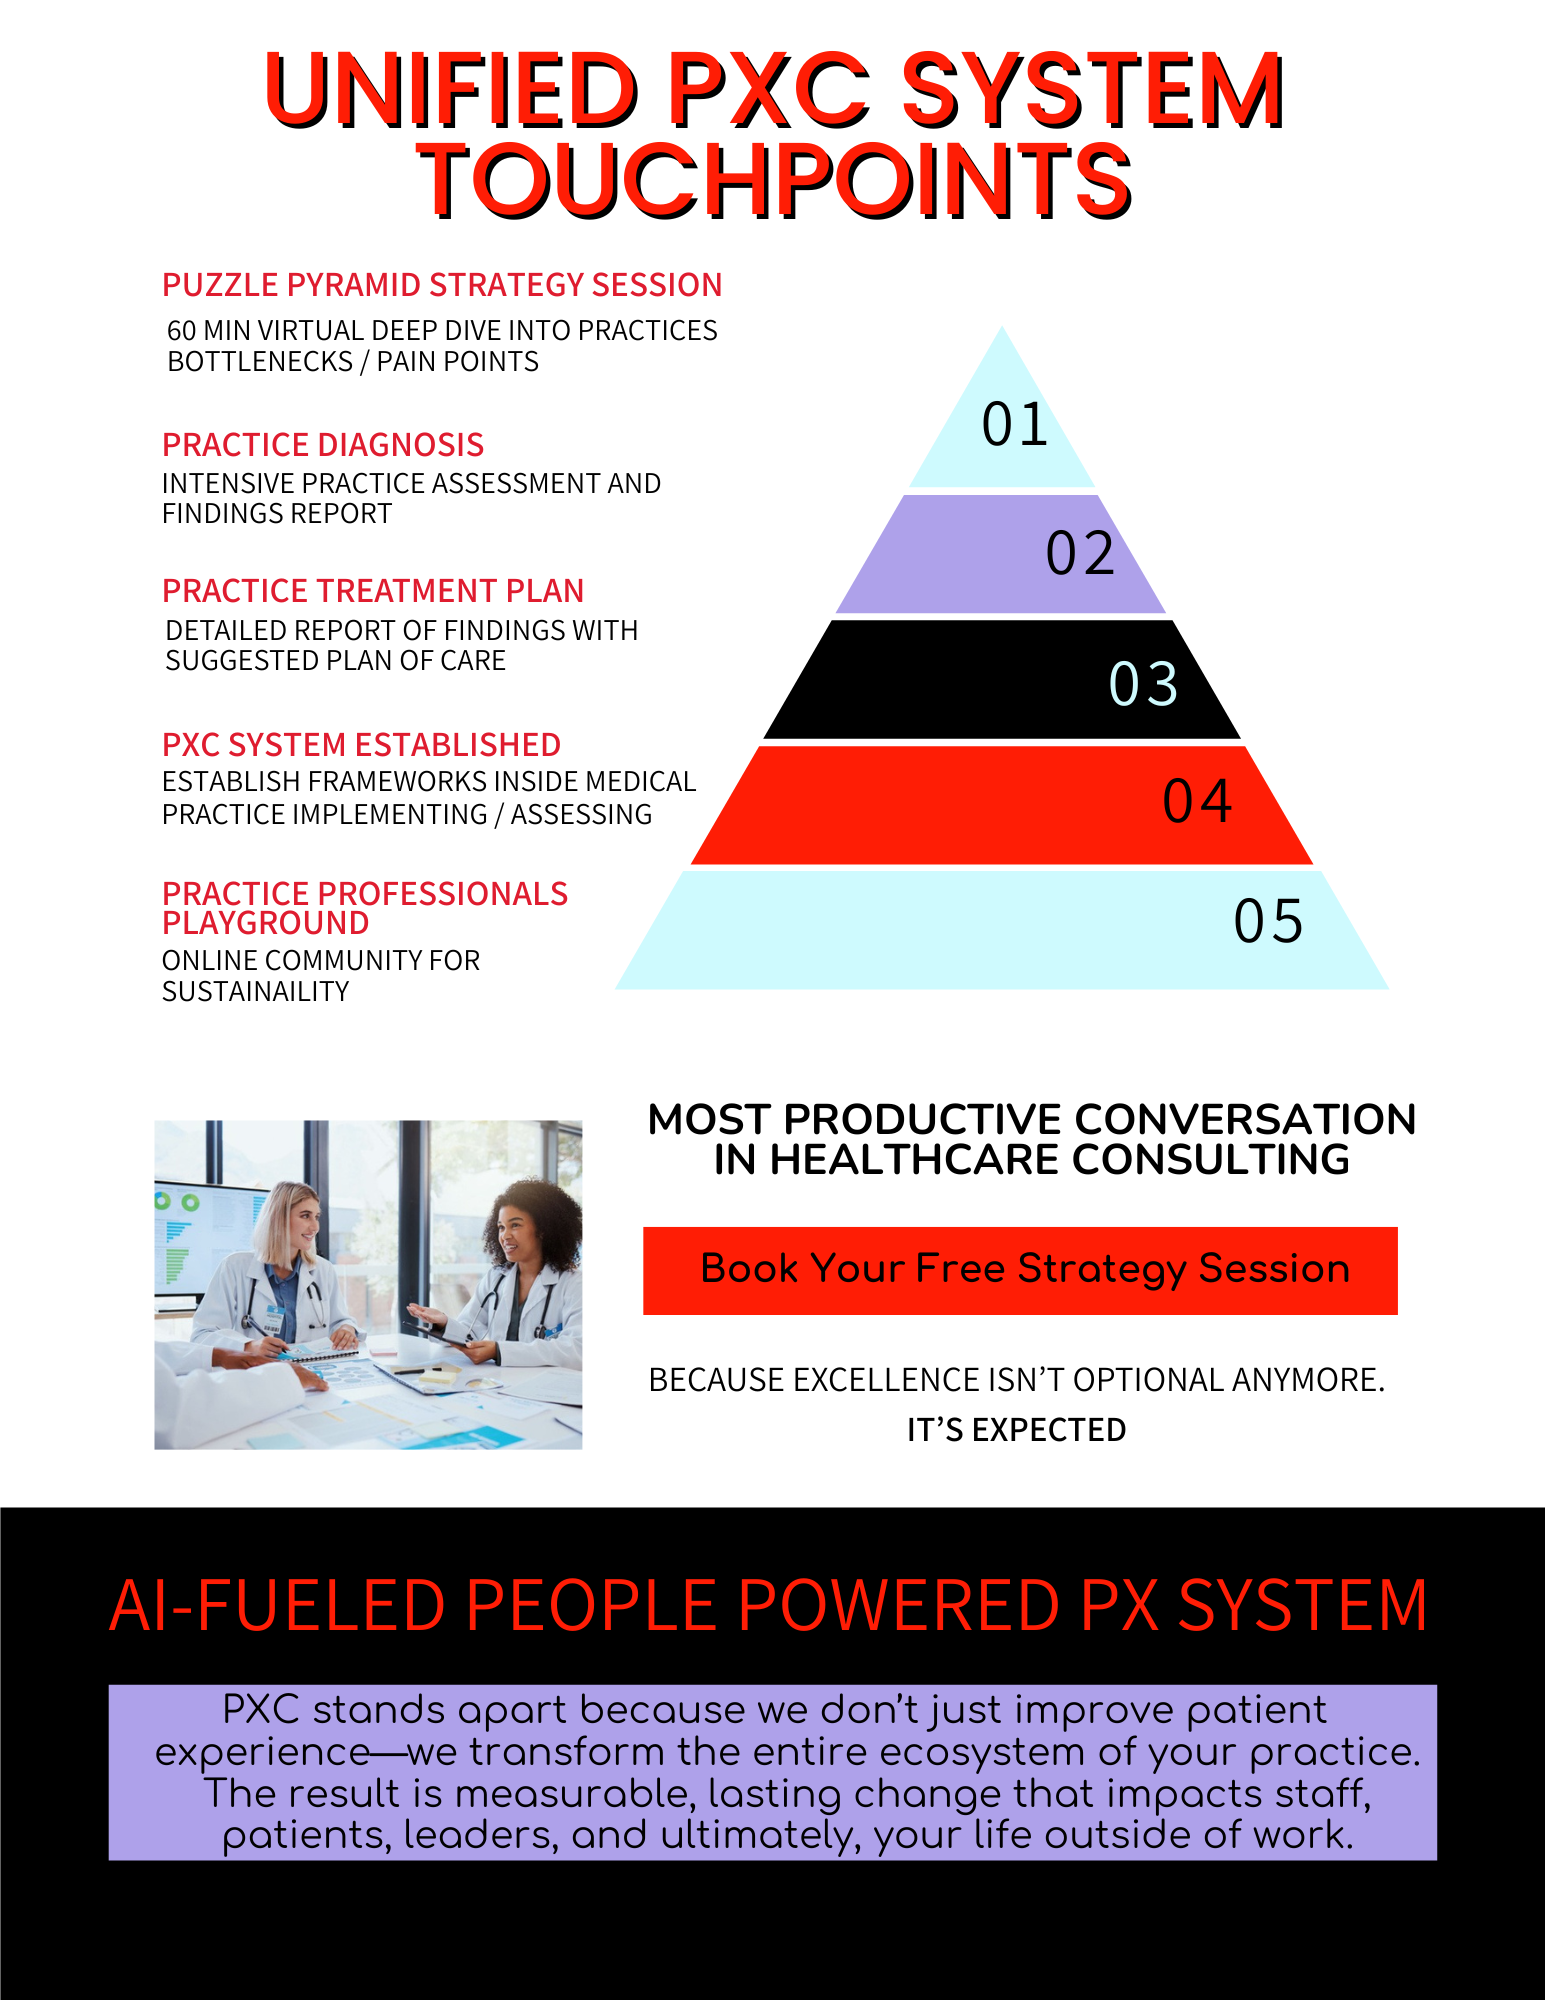 UNIFIED PXC SYSTEM
TOUCHPOINTS
PUZZLE PYRAMID STRATEGY SESSION
60 MIN VIRTUAL DEEP DIVE INTO PRACTICES
BOTTLENECKS / PAIN POINTS
01
PRACTICE DIAGNOSIS
INTENSIVE PRACTICE ASSESSMENT AND
FINDINGS REPORT
02
PRACTICE TREATMENT PLAN
DETAILED REPORT OF FINDINGS WITH
SUGGESTED PLAN OF CARE
03
PXC SYSTEM ESTABLISHED
ESTABLISH FRAMEWORKS INSIDE MEDICAL
PRACTICE IMPLEMENTING / ASSESSING
04
PRACTICE PROFESSIONALS
PLAYGROUND
ONLINE COMMUNITY FOR
SUSTAINAILITY
05
MOST PRODUCTIVE CONVERSATION
IN HEALTHCARE CONSULTING
Book Your Free Strategy Session
BECAUSE EXCELLENCE ISN’T OPTIONAL ANYMORE.
IT’S EXPECTED
AI-FUELED PEOPLE POWERED PX SYSTEM
PXC stands apart because we don’t just improve patient
experience—we transform the entire ecosystem of your practice.
The result is measurable, lasting change that impacts staff,
patients, leaders, and ultimately, your life outside of work.